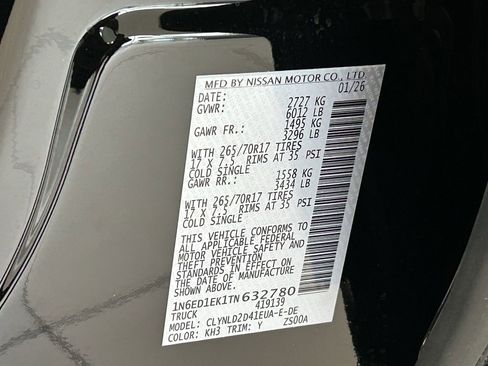 MFD BY NISSAN MOTOR CO., LTD.
DATE: 01/26
GVWR: 2727 KG
6012 LB
GAWR FR.: 1495 KG
3296 LB
WITH 265/70R17 TIRES
17 X 7.5 RIMS AT 35 PSI
COLD SINGLE
GAWR RR.: 1558 KG
3434 LB
WITH 265/70R17 TIRES
17 X 7.5 RIMS AT 35 PSI
COLD SINGLE
THIS VEHICLE CONFORMS TO
ALL APPLICABLE FEDERAL
MOTOR VEHICLE SAFETY AND
THEFT PREVENTION
STANDARDS IN EFFECT ON
THE DATE OF MANUFACTURE
SHOWN ABOVE.
1N6ED1EK1TN632780
TRUCK 419139
MODEL: CLYNLD2D41EUA-E-DE
COLOR: KH3 TRIM: Y ZS00A